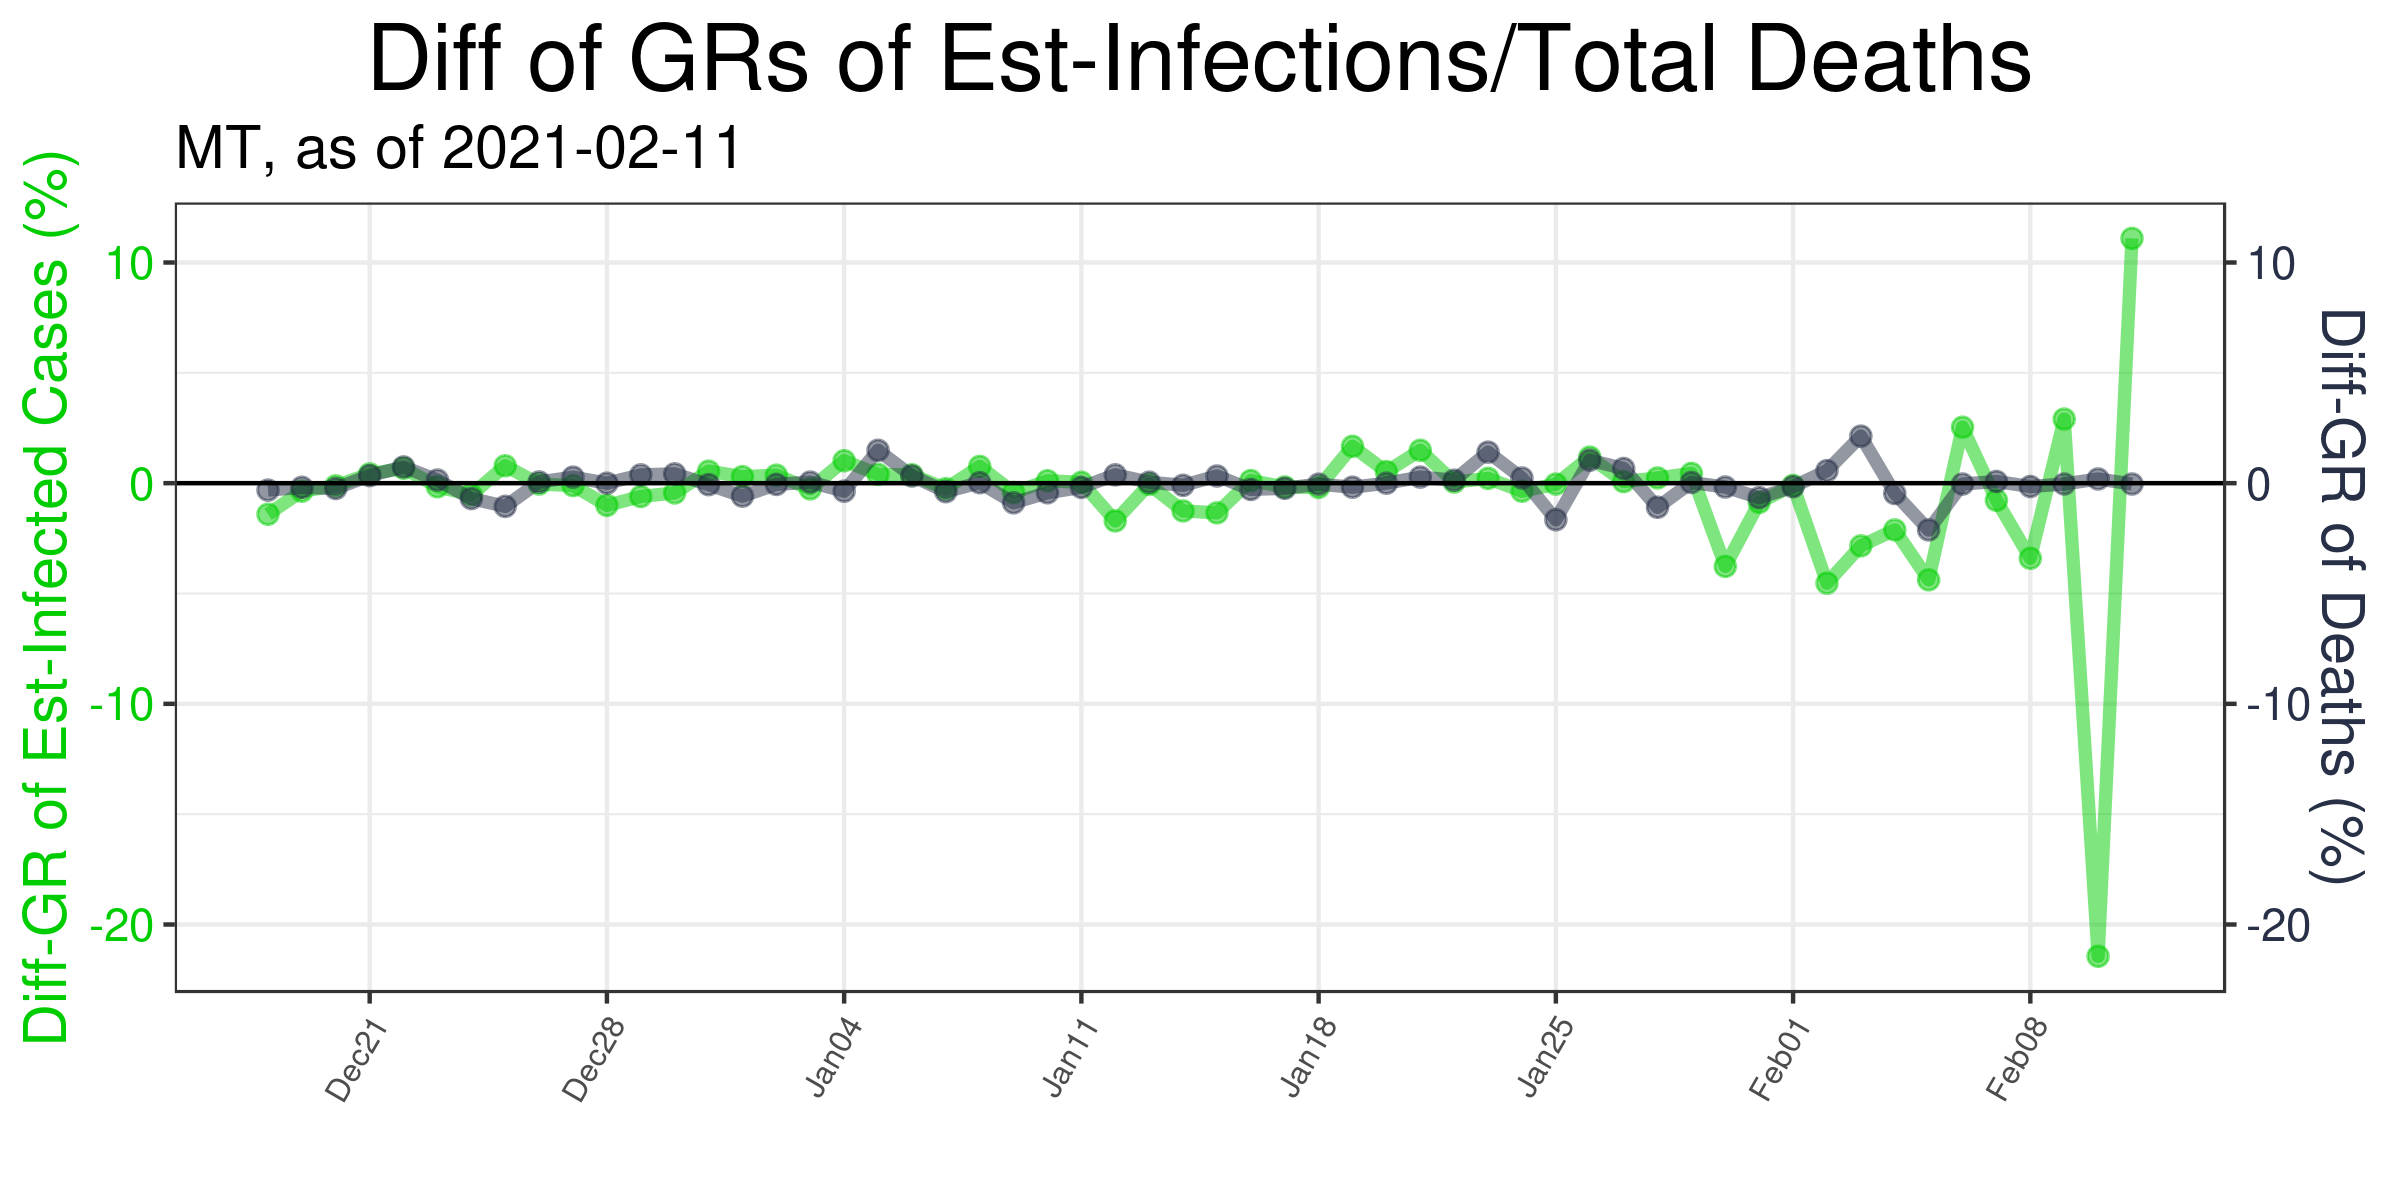 Diff of GRs of Est-Infections/Total Deaths
MT, as of 2021-02-11
Diff-GR of Est-Infected Cases (%)
10
0
-10
-20
10
0
-10
-20
Diff-GR of Deaths (%)
Dec21
Dec28
Jan04
Jan11
Jan18
Jan25
Feb01
Feb08